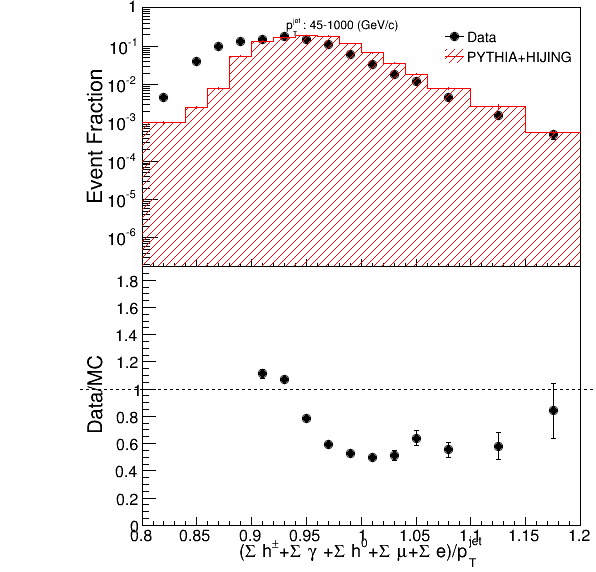 1
p^jet : 45-1000 (GeV/c)
T
Data
PYTHIA+HIJING
10^-1
10^-2
10^-3
10^-4
10^-5
10^-6
Event Fraction
1.8
1.6
1.4
1.2
1
0.8
0.6
0.4
0.2
0
Data/MC
0.8 0.85 0.9 0.95 1 1.05 1.1 1.15 1.2
(Σ h^±+Σ γ +Σ h^0+Σ μ+Σ e)/p_T^jet